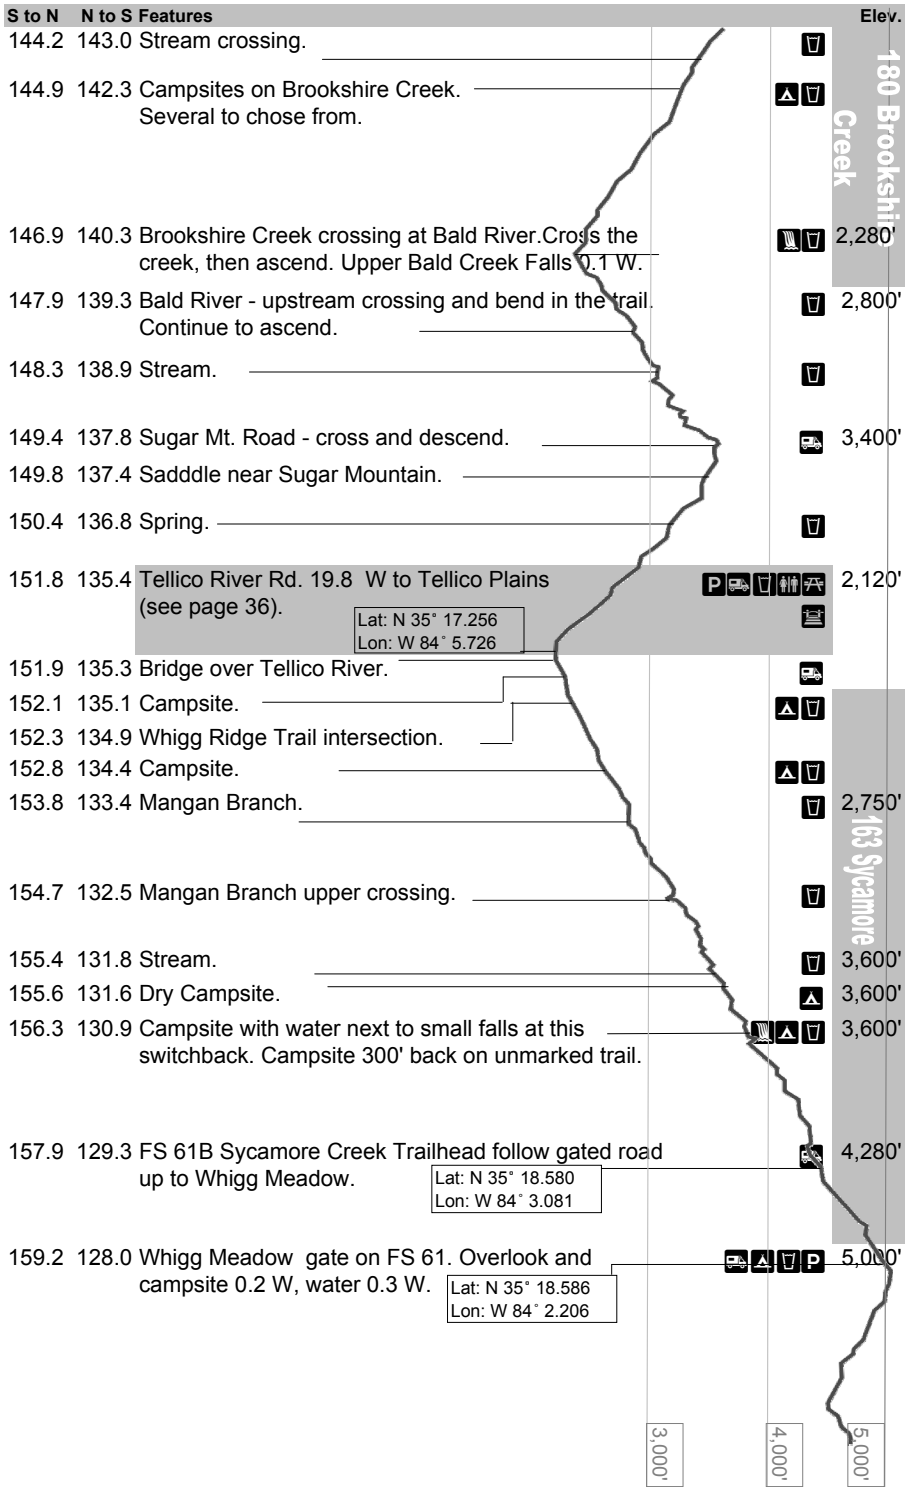 S to N N to S Features Elev.
144.2 143.0 Stream crossing.
144.9 142.3 Campsites on Brookshire Creek.
Several to chose from.
180 Brookshire
Creek
146.9 140.3 Brookshire Creek crossing at Bald River.Cross the 2,280'
creek, then ascend. Upper Bald Creek Falls 0.1 W.
147.9 139.3 Bald River - upstream crossing and bend in the trail. 2,800'
Continue to ascend.
148.3 138.9 Stream.
149.4 137.8 Sugar Mt. Road - cross and descend. 3,400'
149.8 137.4 Sadddle near Sugar Mountain.
150.4 136.8 Spring.
151.8 135.4 Tellico River Rd. 19.8 W to Tellico Plains P 2,120'
(see page 36).
Lat: N 35° 17.256
Lon: W 84° 5.726
151.9 135.3 Bridge over Tellico River.
152.1 135.1 Campsite.
152.3 134.9 Whigg Ridge Trail intersection.
152.8 134.4 Campsite.
153.8 133.4 Mangan Branch. 2,750'
163 Sycamore
154.7 132.5 Mangan Branch upper crossing.
155.4 131.8 Stream. 3,600'
155.6 131.6 Dry Campsite. 3,600'
156.3 130.9 Campsite with water next to small falls at this 3,600'
switchback. Campsite 300' back on unmarked trail.
157.9 129.3 FS 61B Sycamore Creek Trailhead follow gated road 4,280'
up to Whigg Meadow.
Lat: N 35° 18.580
Lon: W 84° 3.081
159.2 128.0 Whigg Meadow gate on FS 61. Overlook and P 5,000'
campsite 0.2 W, water 0.3 W.
Lat: N 35° 18.586
Lon: W 84° 2.206
3,000'
4,000'
5,000'